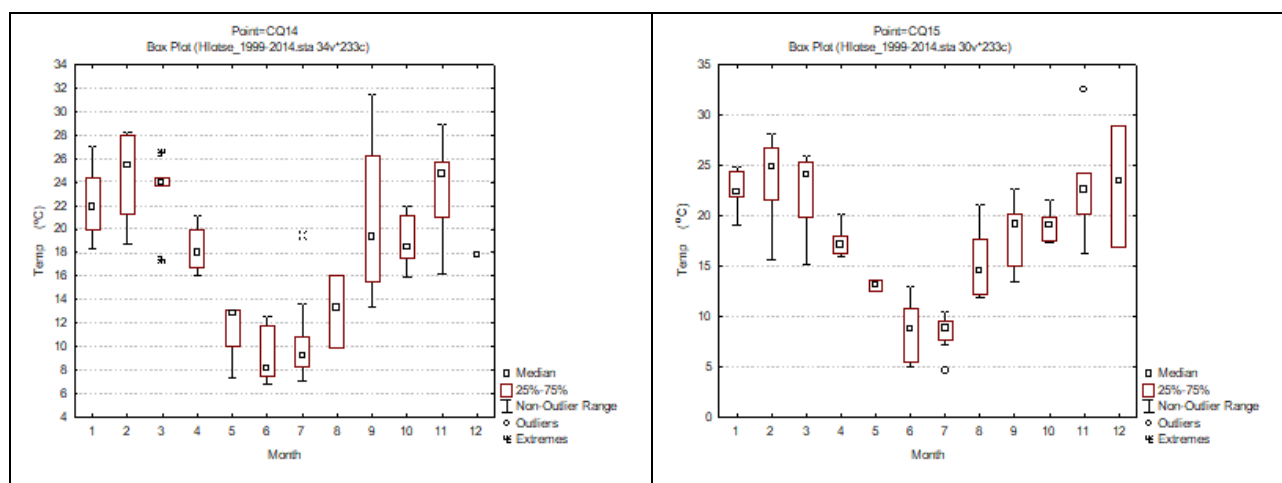 Point=CQ14
Box Plot (Hlotse_1999-2014.sta 34v*233c)
34
32
30
28
26
24
22
20
18
16
14
12
10
8
6
4
Temp (ºC)
1 2 3 4 5 6 7 8 9 10 11 12
Month
Median
25%-75%
Non-Outlier Range
Outliers
Extremes
Point=CQ15
Box Plot (Hlotse_1999-2014.sta 30v*233c)
35
30
25
20
15
10
5
0
Temp (ºC)
1 2 3 4 5 6 7 8 9 10 11 12
Month
Median
25%-75%
Non-Outlier Range
Outliers
Extremes